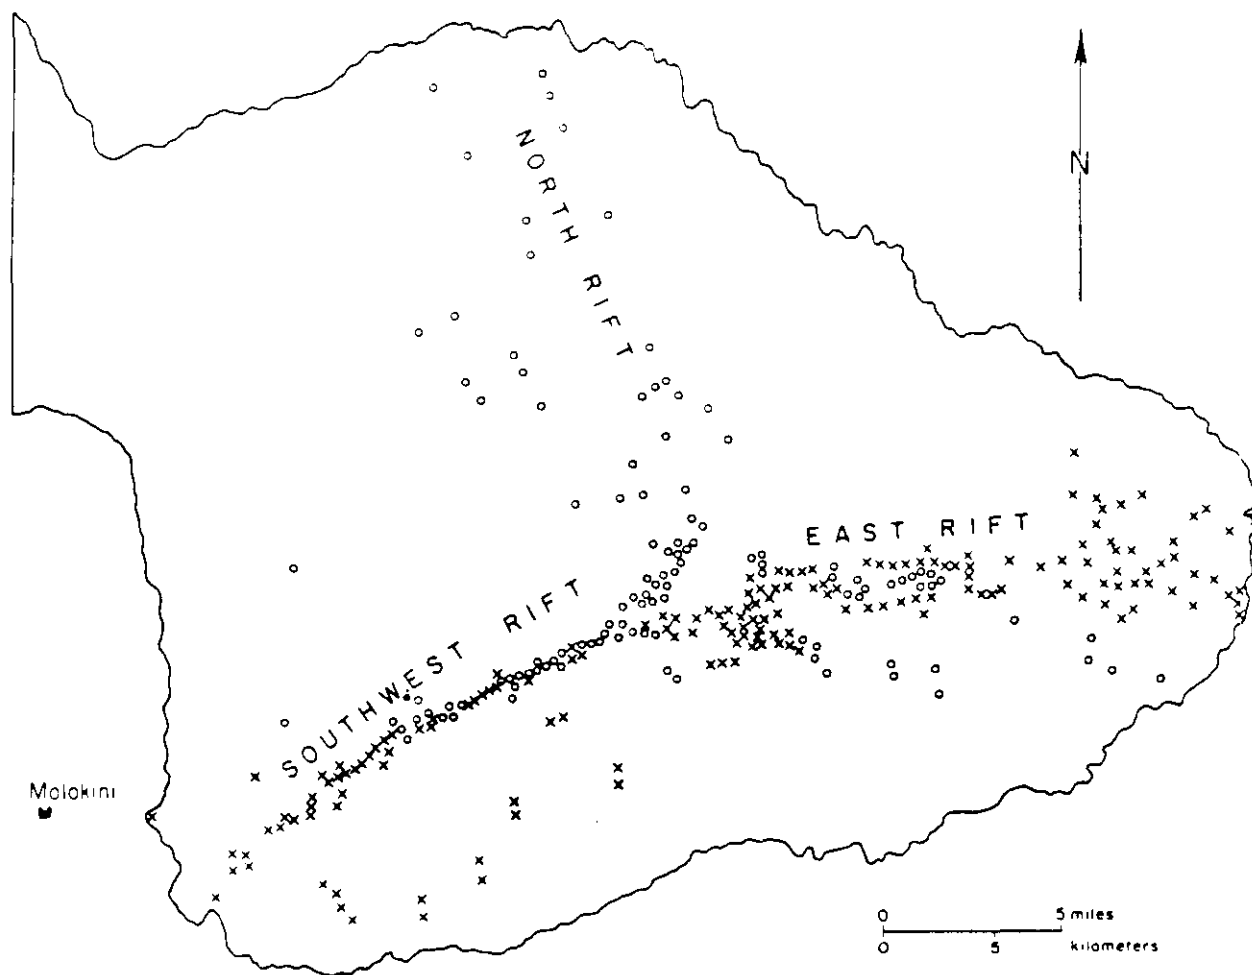 N
NORTH RIFT
EAST RIFT
SOUTHWEST RIFT
Molokini
0 5 miles
0 5 kilometers